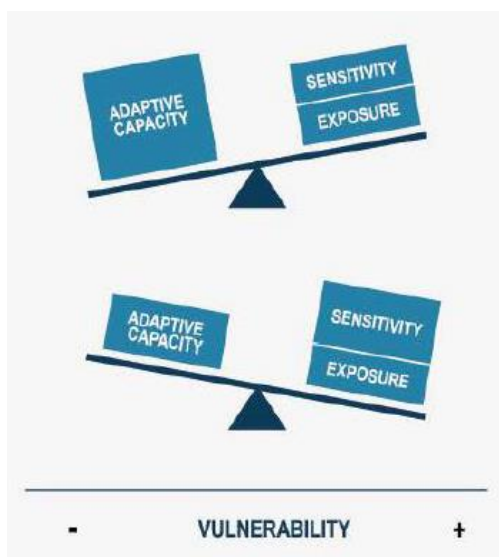 ADAPTIVE
CAPACITY
SENSITIVITY
EXPOSURE
ADAPTIVE
CAPACITY
SENSITIVITY
EXPOSURE
- VULNERABILITY +